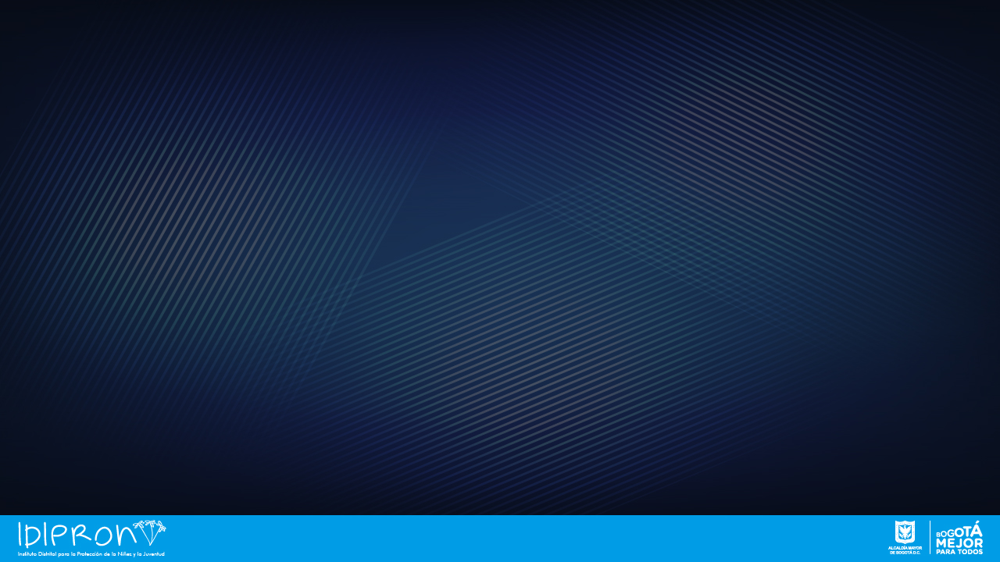 IDIPRON
Instituto Distrital para la Protección de la Niñez y la Juventud
ALCALDÍA MAYOR
DE BOGOTÁ D.C.
BOGOTÁ
MEJOR
PARA TODOS